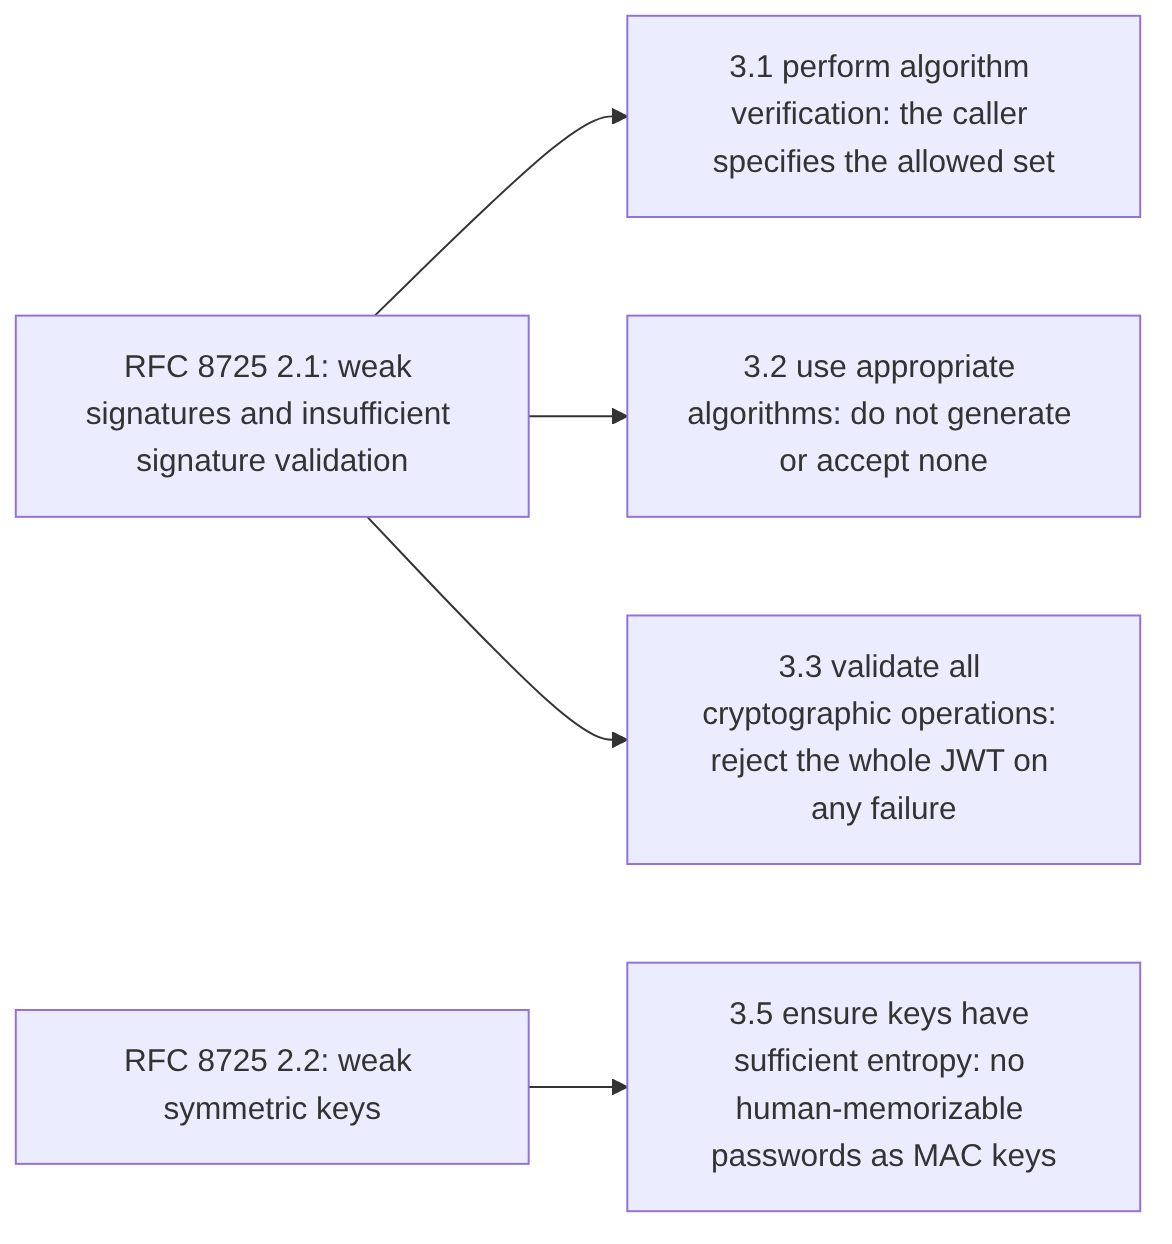 3.1 perform algorithm
verification: the caller
specifies the allowed set
RFC 8725 2.1: weak
signatures and insufficient
signature validation
3.2 use appropriate
algorithms: do not generate
or accept none
3.3 validate all
cryptographic operations:
reject the whole JWT on
any failure
RFC 8725 2.2: weak
symmetric keys
3.5 ensure keys have
sufficient entropy: no
human-memorizable
passwords as MAC keys